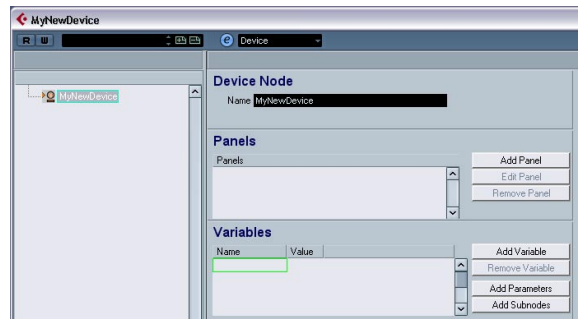 MyNewDevice
R W Device
MyNewDevice
Device Node
Name MyNewDevice
Panels
Panels
Add Panel
Edit Panel
Remove Panel
Variables
Name Value
Add Variable
Remove Variable
Add Parameters
Add Subnodes